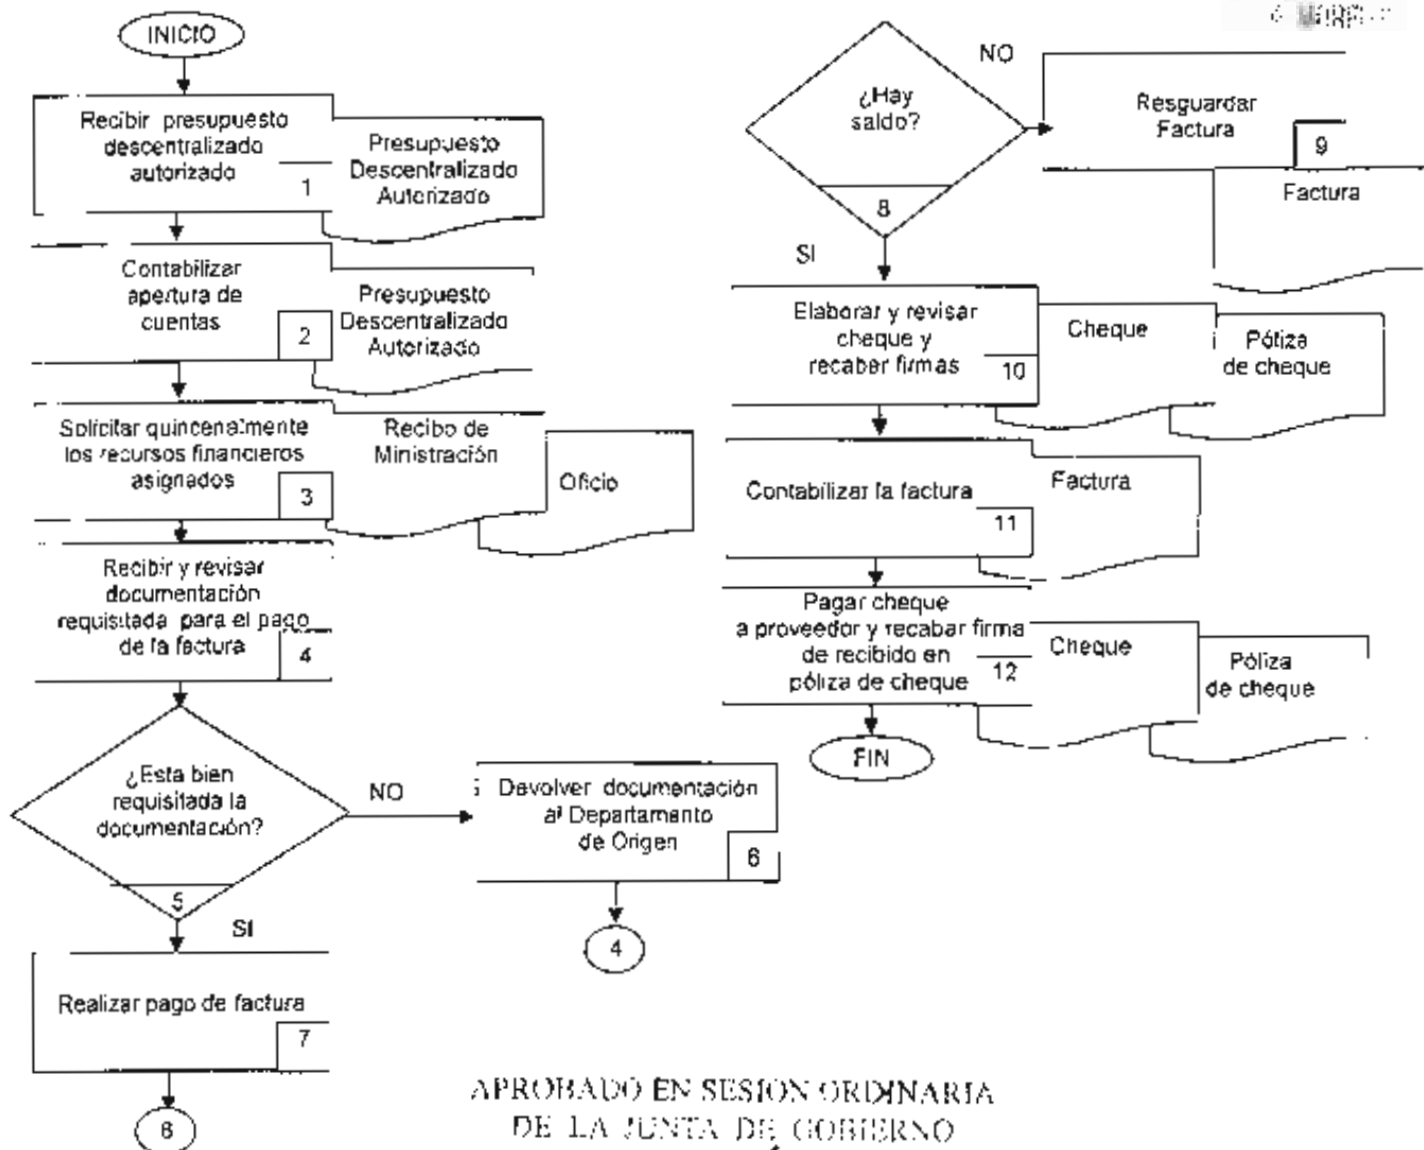 INICIO
Recibir presupuesto
descentralizado
autorizado
1
Presupuesto
Descentralizado
Autorizado
Contabilizar
apertura de
cuentas
2
Presupuesto
Descentralizado
Autorizado
Solicitar quincenalmente
los recursos financieros
asignados
3
Recibo de
Ministración
Oficio
Recibir y revisar
documentación
requisitada para el pago
de la factura
4
¿Esta bien
requisitada la
documentación?
5
NO
SI
Devolver documentación
al Departamento
de Origen
6
4
Realizar pago de factura
7
8
¿Hay
saldo?
8
NO
SI
Resguardar
Factura
9
Factura
Elaborar y revisar
cheque y
recaber firmas
10
Cheque
Póliza
de cheque
Contabilizar la factura
11
Factura
Pagar cheque
a proveedor y recabar firma
de recibido en
póliza de cheque
12
Cheque
Póliza
de cheque
FIN
APROBADO EN SESION ORDINARIA
DE LA JUNTA DE GOBIERNO